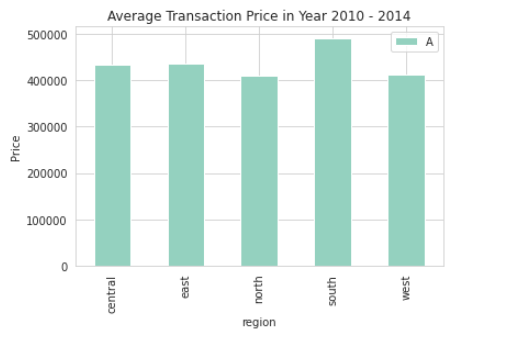 Average Transaction Price in Year 2010 - 2014
A
500000
400000
300000
200000
100000
0
Price
central
east
north
south
west
region